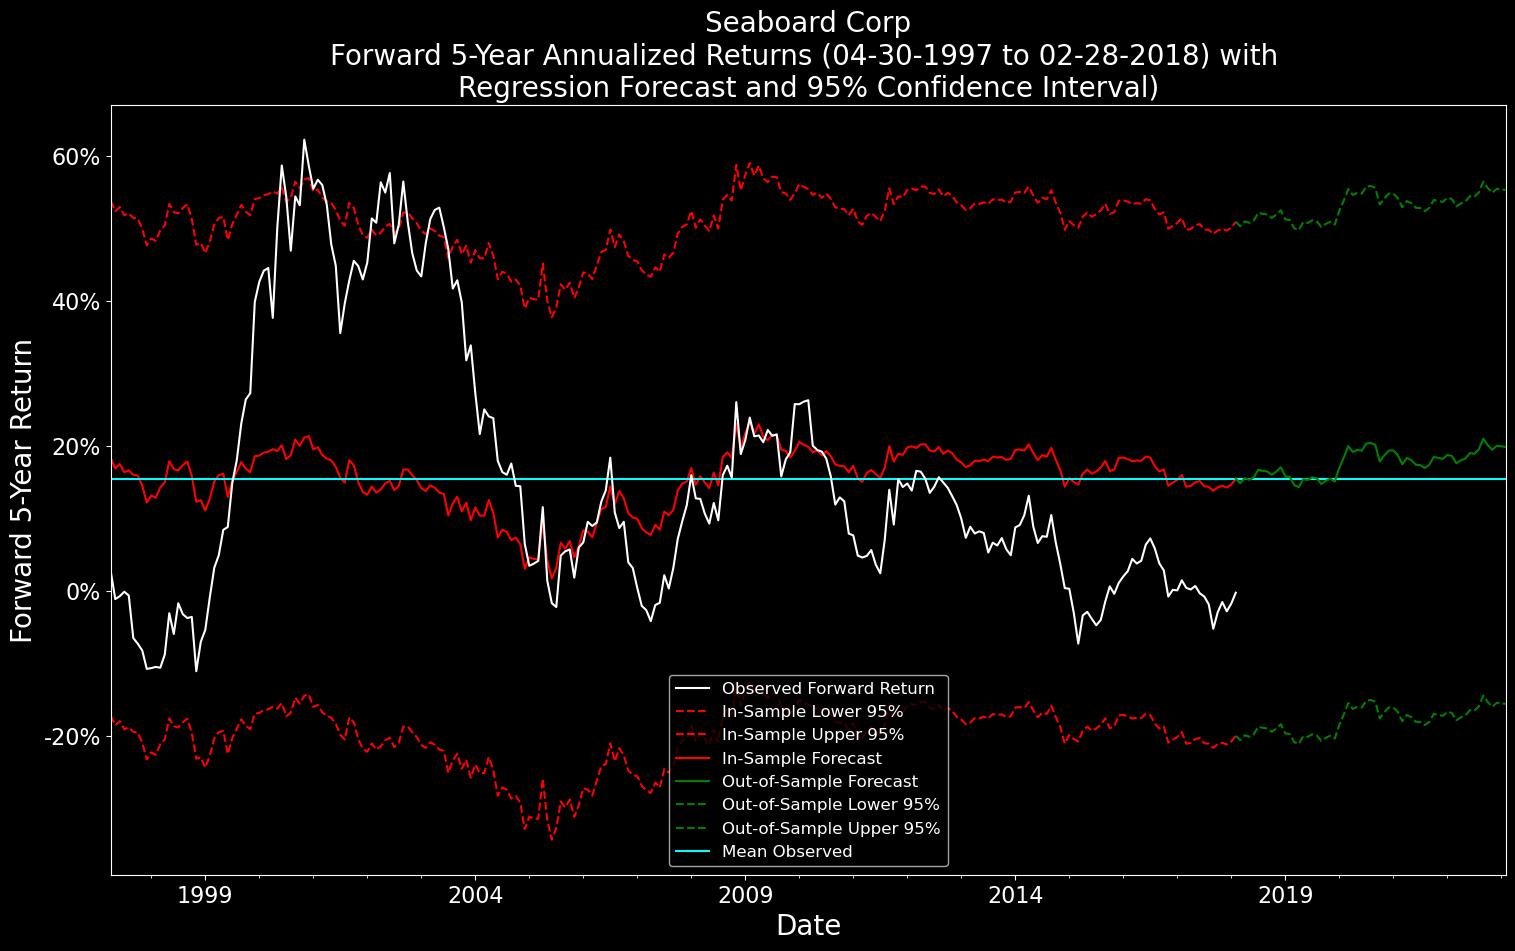 Seaboard Corp
Forward 5-Year Annualized Returns (04-30-1997 to 02-28-2018) with
Regression Forecast and 95% Confidence Interval)
Forward 5-Year Return
60%
40%
20%
0%
-20%
Observed Forward Return
In-Sample Lower 95%
In-Sample Upper 95%
In-Sample Forecast
Out-of-Sample Forecast
Out-of-Sample Lower 95%
Out-of-Sample Upper 95%
Mean Observed
1999
2004
2009
2014
2019
Date